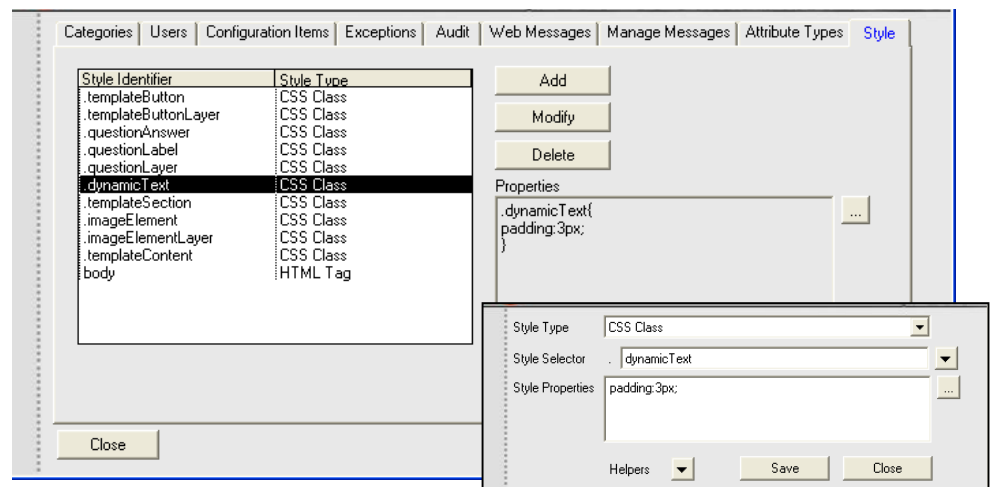 Categories Users Configuration Items Exceptions Audit Web Messages Manage Messages Attribute Types Style
Style Identifier Style Type
.templateButton CSS Class
.templateButtonLayer CSS Class
.questionAnswer CSS Class
.questionLabel CSS Class
.questionLayer CSS Class
.dynamicText CSS Class
.templateSection CSS Class
.imageElement CSS Class
.imageElementLayer CSS Class
.templateContent CSS Class
body HTML Tag
Add
Modify
Delete
Properties
.dynamicText{
padding:3px;
}
...
Close
Style Type CSS Class
Style Selector . dynamicText
Style Properties padding:3px;
...
Helpers Save Close